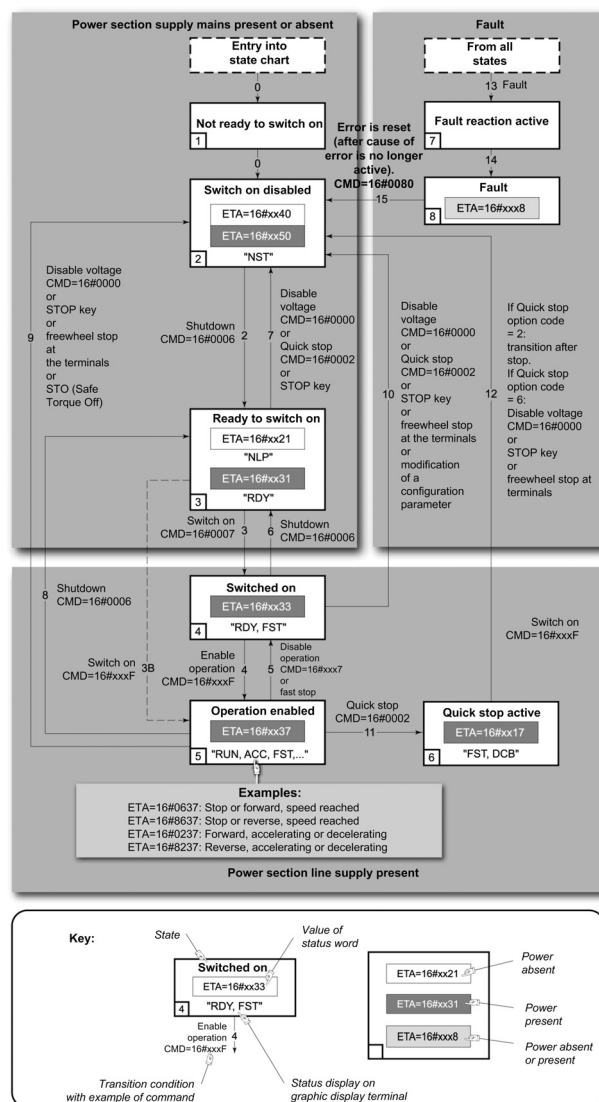 Power section supply mains present or absent
Entry into
state chart
0
Not ready to switch on
1
0
Switch on disabled
ETA=16#xx40
ETA=16#xx50
2
"NST"
Disable voltage
CMD=16#0000
or
STOP key
or
freewheel stop
at
the terminals
or
STO (Safe
Torque Off)
9
Shutdown
CMD=16#0006
2
7
Disable
voltage
CMD=16#0000
or
Quick stop
CMD=16#0002
or
STOP key
Ready to switch on
ETA=16#xx21
"NLP"
ETA=16#xx31
3
"RDY"
Switch on
CMD=16#0007
3
6
Shutdown
CMD=16#0006
Fault
From all
states
13
Fault
Fault reaction active
7
14
Fault
ETA=16#xxx8
8
Error is reset
(after cause of
error is no longer
active).
CMD=16#0080
15
Disable
voltage
CMD=16#0000
or
Quick stop
CMD=16#0002
or
STOP key
or
freewheel stop
at the terminals
or
modification
of a
configuration
parameter
10
12
If Quick stop
option code
= 2:
transition after
stop.
If Quick stop
option code
= 6:
Disable voltage
CMD=16#0000
or
STOP key
or
freewheel stop at
terminals
8
Shutdown
CMD=16#0006
Switched on
ETA=16#xx33
4
"RDY, FST"
Switch on
CMD=16#xxxF
3B
Enable
operation
CMD=16#xxxF
4
5
Disable
operation
CMD=16#xxx7
or
fast stop
Switch on
CMD=16#xxxF
Operation enabled
ETA=16#xx37
5
"RUN, ACC, FST,..."
Quick stop
CMD=16#0002
11
Quick stop active
ETA=16#xx17
6
"FST, DCB"
Examples:
ETA=16#0637: Stop or forward, speed reached
ETA=16#8637: Stop or reverse, speed reached
ETA=16#0237: Forward, accelerating or decelerating
ETA=16#8237: Reverse, accelerating or decelerating
Power section line supply present
Key:
State
Value of
status word
Switched on
ETA=16#xx33
4
"RDY, FST"
Enable
operation
CMD=16#xxxF
4
Transition condition
with example of command
Status display on
graphic display terminal
ETA=16#xx21
ETA=16#xx31
ETA=16#xxx8
Power
absent
Power
present
Power absent
or present